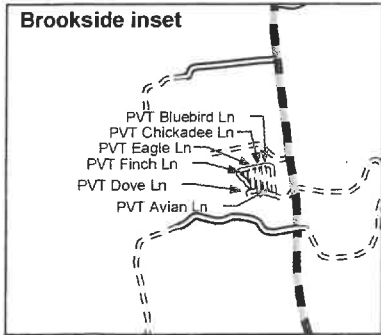 Brookside inset
PVT Bluebird Ln
PVT Chickadee Ln
PVT Eagle Ln
PVT Finch Ln
PVT Dove Ln
PVT Avian Ln